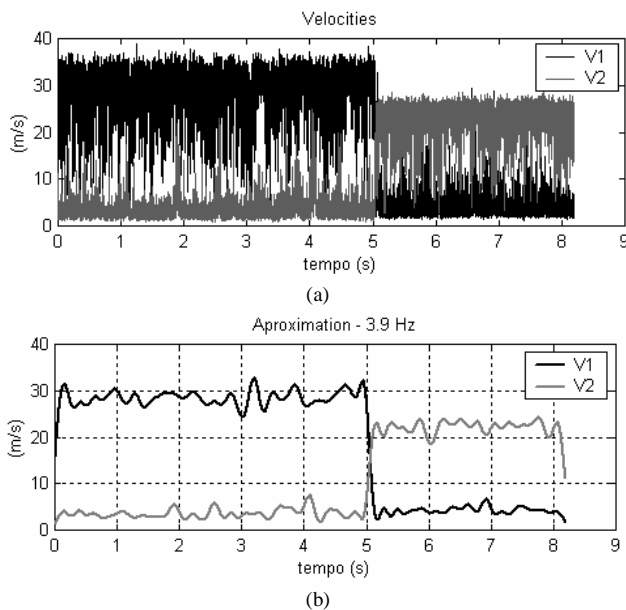 Velocities
40
30
20
10
0
(m/s)
V1
V2
0 1 2 3 4 5 6 7 8 9
tempo (s)
(a)
Aproximation - 3.9 Hz
40
30
20
10
0
(m/s)
V1
V2
0 1 2 3 4 5 6 7 8 9
tempo (s)
(b)